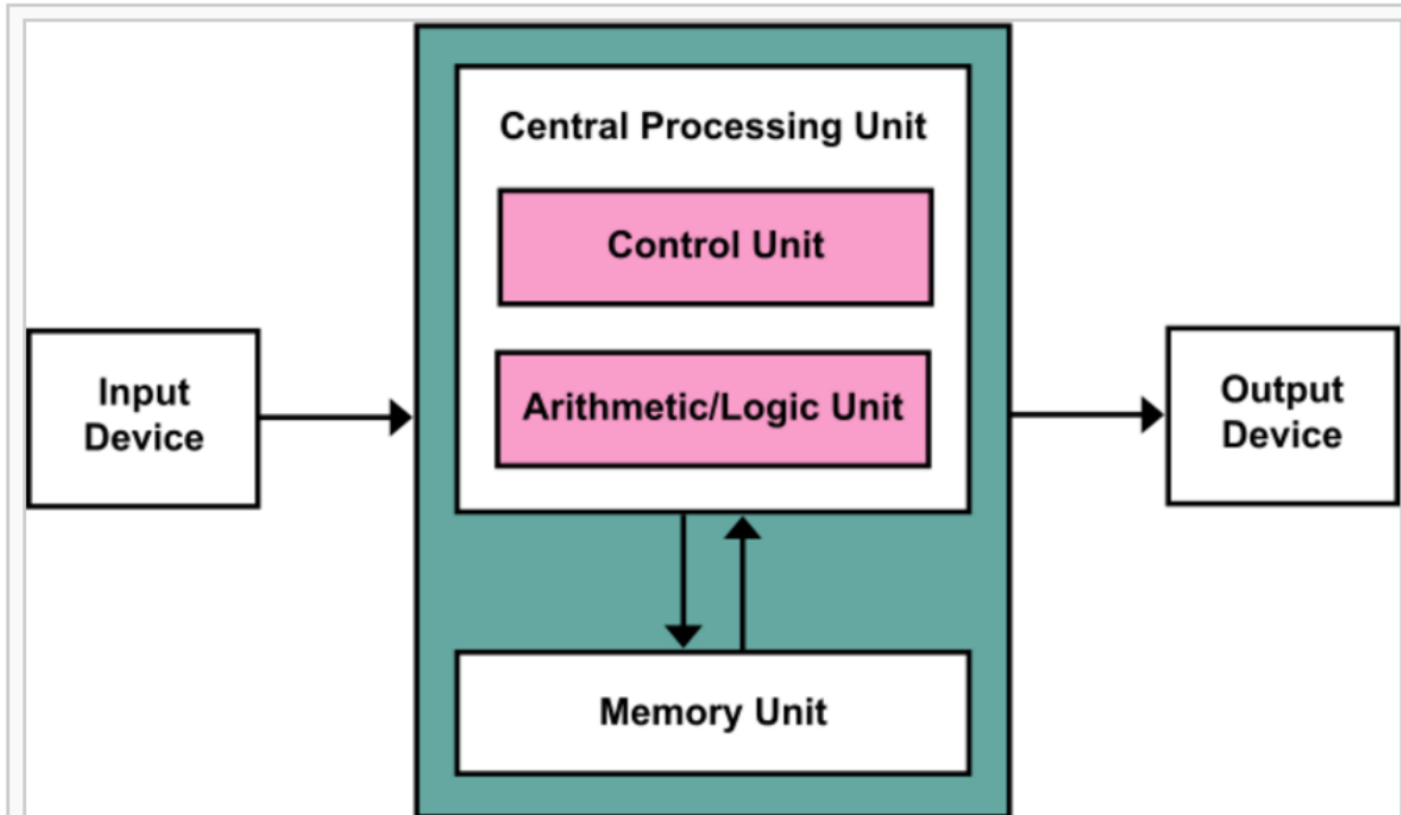 Central Processing Unit
Control Unit
Arithmetic/Logic Unit
Input
Device
Output
Device
Memory Unit